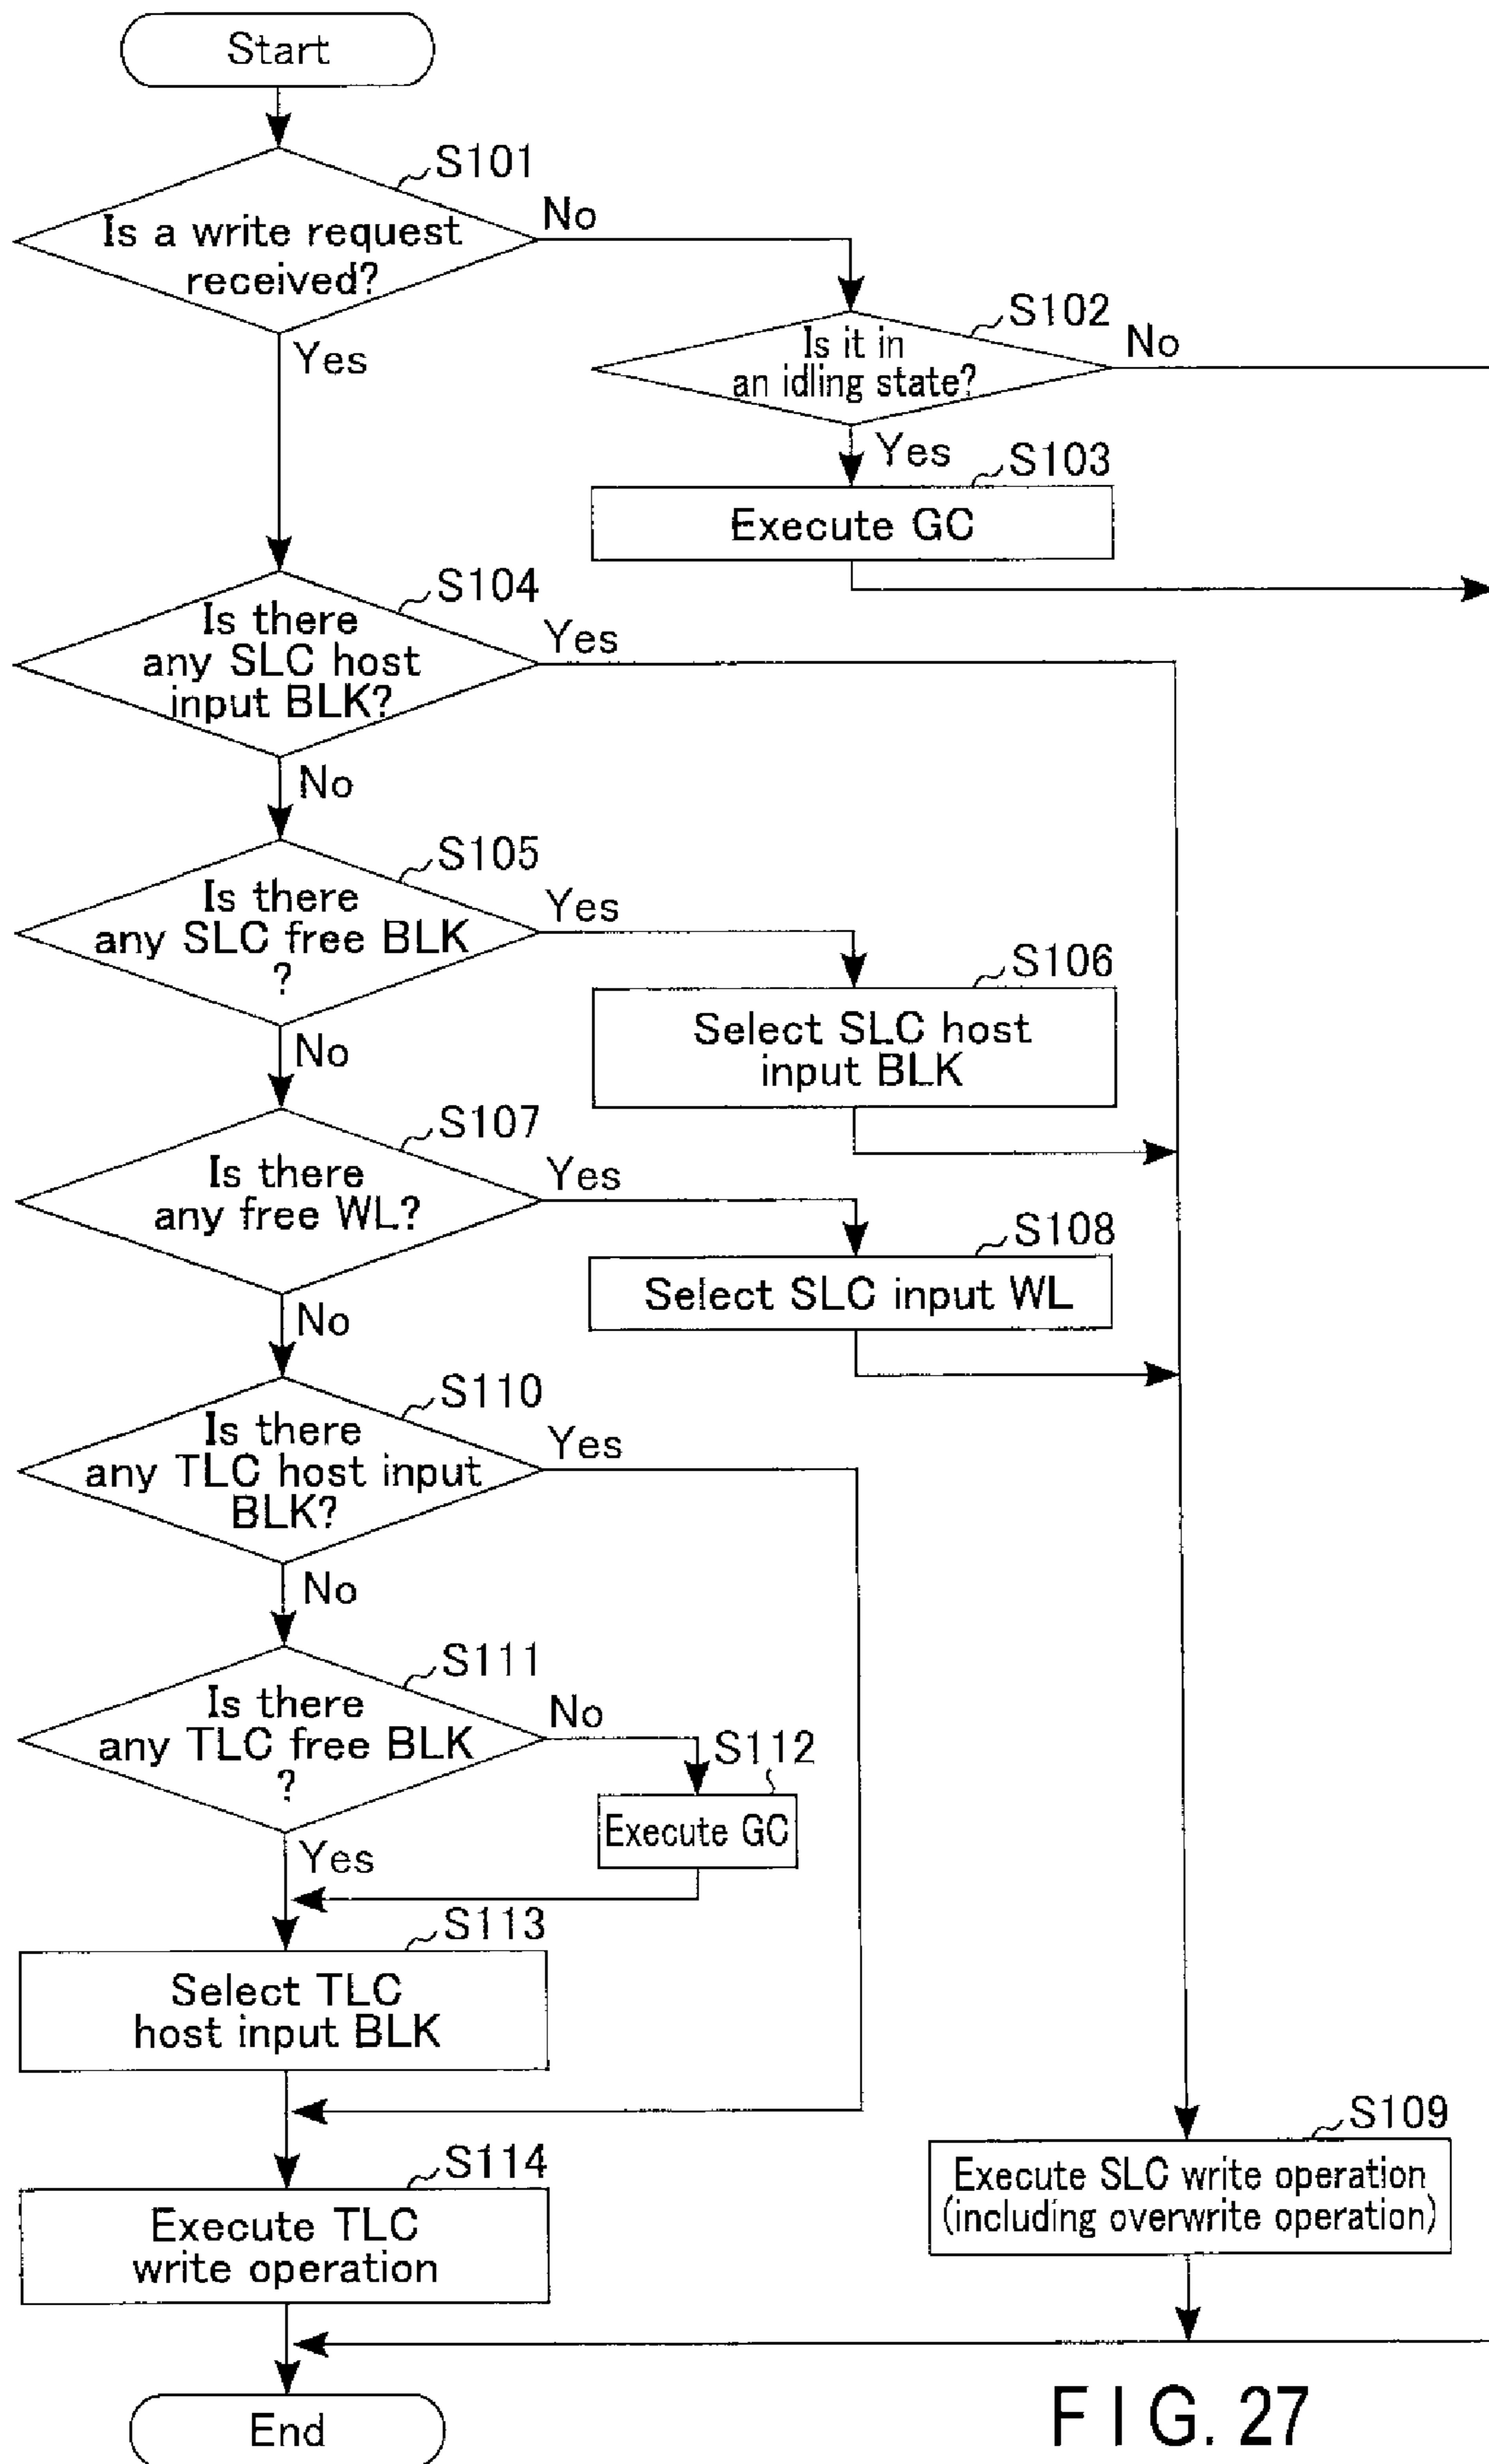 Start
S101
Is a write request
received?
No
Yes
S102
Is it in
an idling state?
No
Yes
S103
Execute GC
S104
Is there
any SLC host
input BLK?
Yes
No
S105
Is there
any SLC free BLK
?
Yes
No
S106
Select SLC host
input BLK
S107
Is there
any free WL?
Yes
No
S108
Select SLC input WL
S110
Is there
any TLC host input
BLK?
Yes
No
S111
Is there
any TLC free BLK
?
No
Yes
S112
Execute GC
S113
Select TLC
host input BLK
S109
Execute SLC write operation
(including overwrite operation)
S114
Execute TLC
write operation
End
FIG. 27